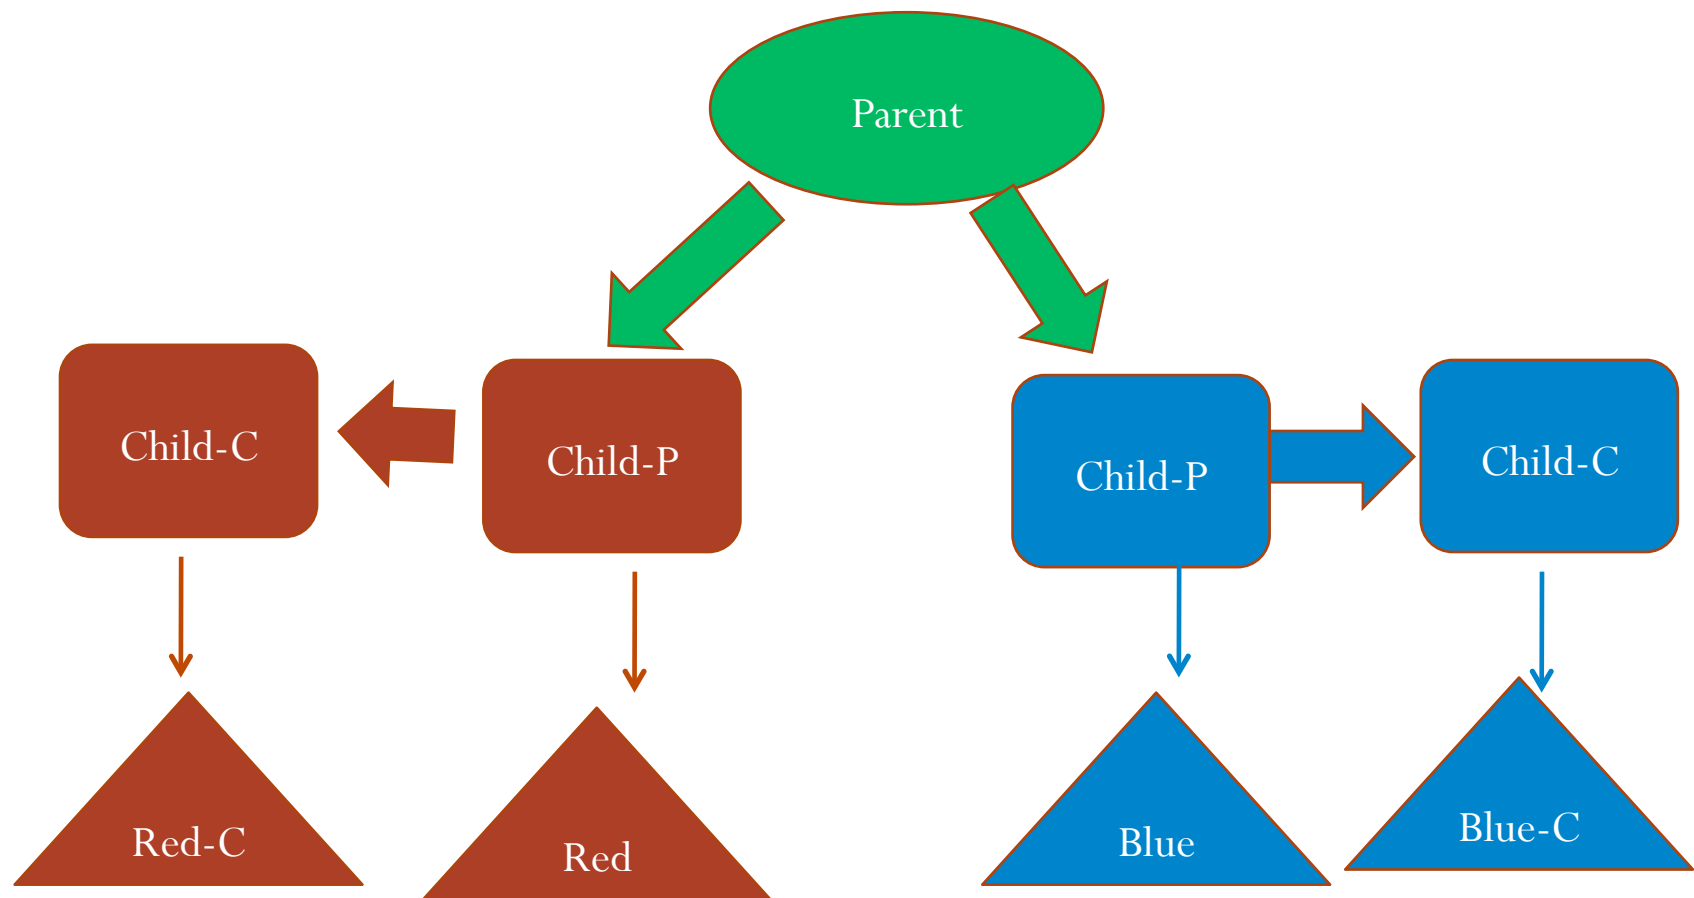 Parent
Child-C
Child-P
Child-P
Child-C
Red-C
Red
Blue
Blue-C